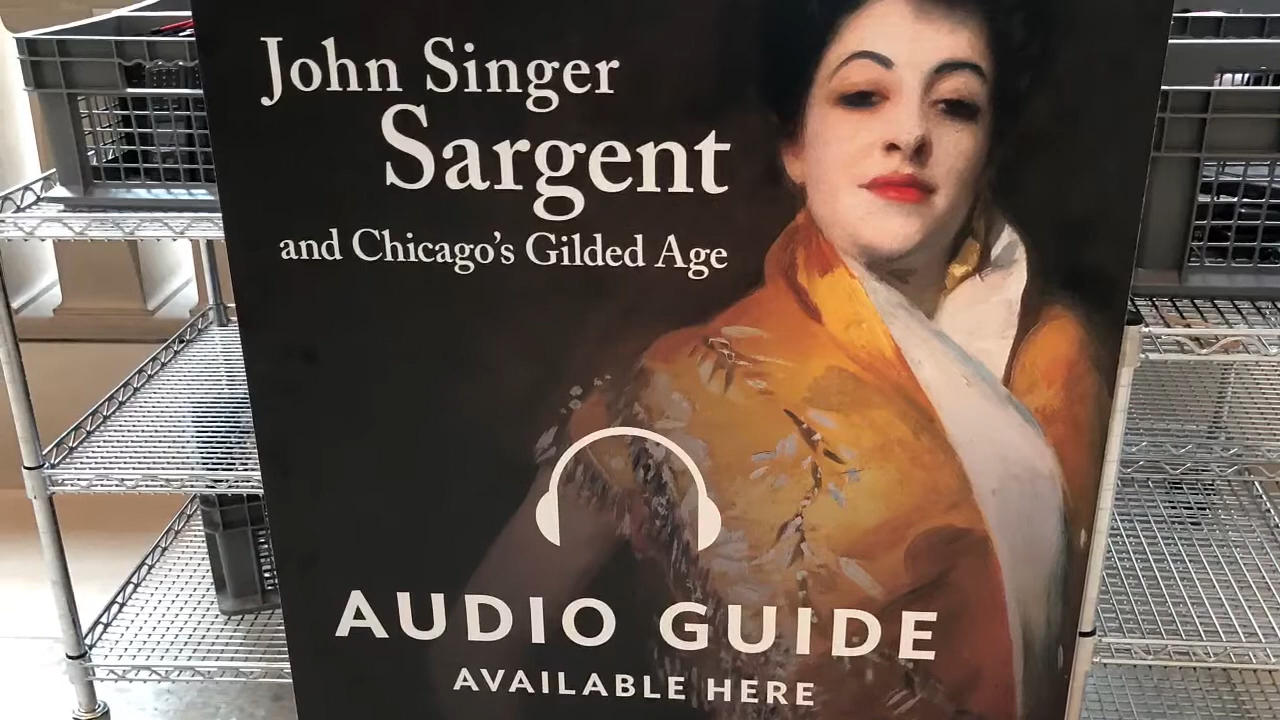 John Singer
Sargent
and Chicago's Gilded Age
AUDIO GUIDE
AVAILABLE HERE